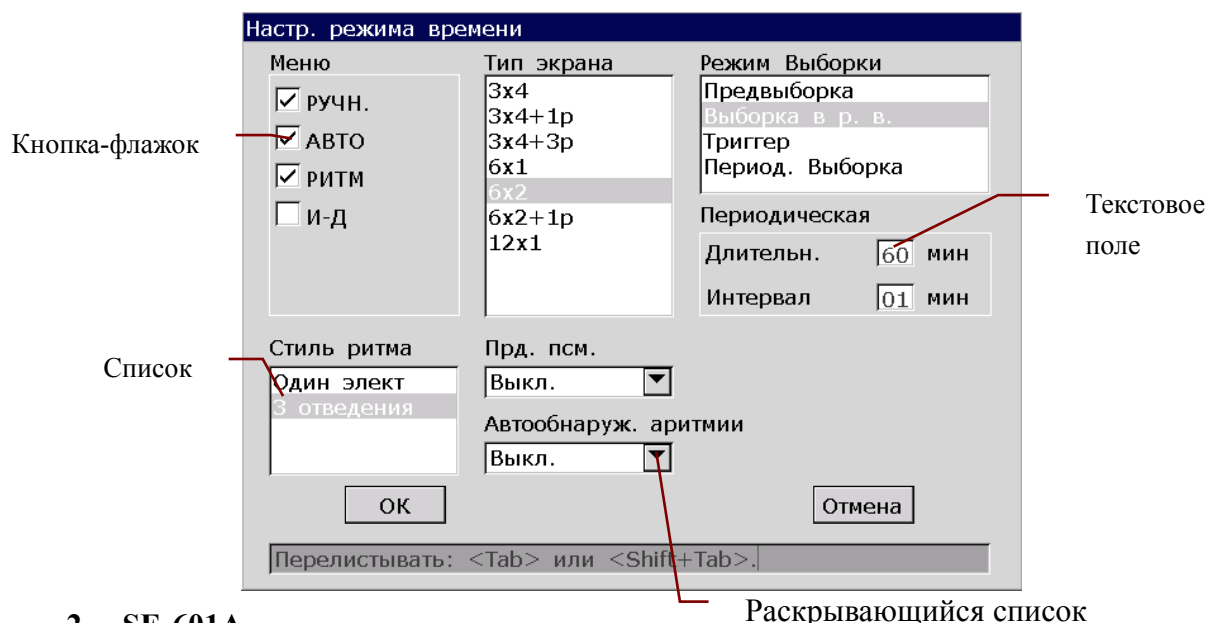 Настр. режима времени
Меню
РУЧН.
АВТО
РИТМ
И-Д
Тип экрана
3x4
3x4+1р
3x4+3р
6x1
6x2
6x2+1р
12x1
Режим Выборки
Предвыборка
Выборка в р. в.
Триггер
Период. Выборка
Периодическая
Длительн. 60 мин
Интервал 01 мин
Стиль ритма
Один элект
3 отведения
Прд. псм.
Выкл.
Автообнаруж. аритмии
Выкл.
ОК
Отмена
Перелистывать: <Tab> или <Shift+Tab>.
Кнопка-флажок
Список
Текстовое
поле
Раскрывающийся список
2 SE-601A